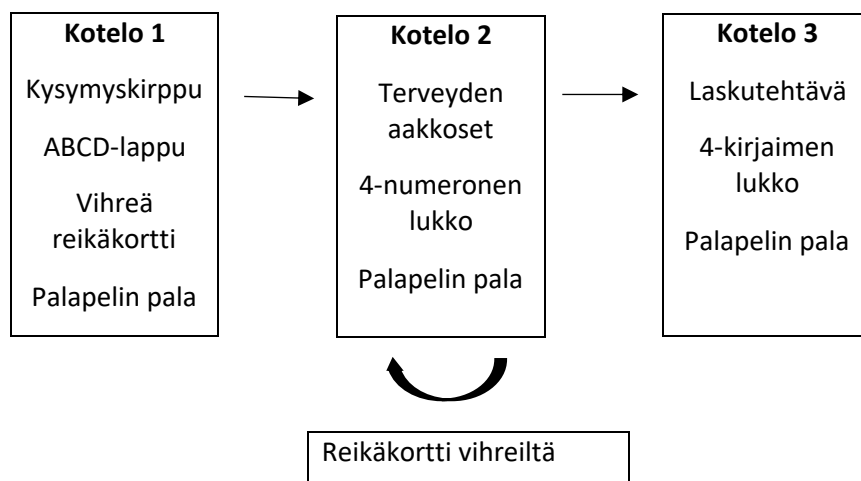 Kotelo 1
Kysymyskirppu
ABCD-lappu
Vihreä
reikäkortti
Palapelin pala
Kotelo 2
Terveyden
aakkoset
4-numeronen
lukko
Palapelin pala
Kotelo 3
Laskutehtävä
4-kirjaimen
lukko
Palapelin pala
Reikäkortti vihreiltä